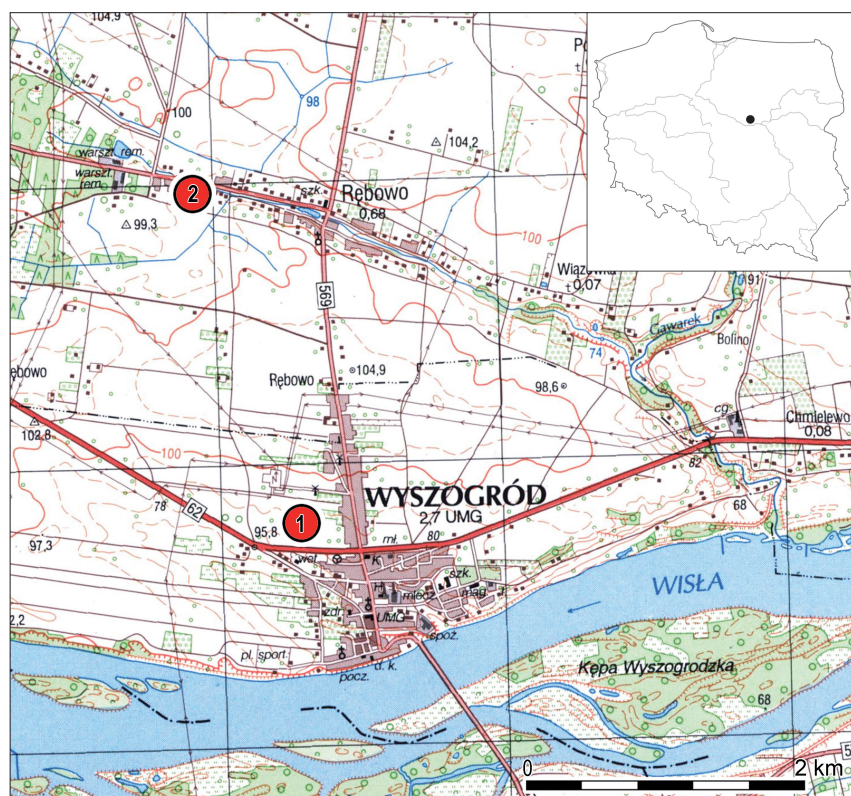 104,9
98
100
104,2
warszt. rem.
warszt.
rem.
2
szk.
Rębowo
0,68
99,3
100
569
Wiązówka
0,07
91
74
Gawarek
Bolino
Rębowo
104,9
ębowo
98,6
cg.
Chmielewo
0,08
102,8
100
82
WYSZOGRÓD
2,7 UMG
78
62
68
1
95,8
mł.
80
97,3
wet.
K
szk.
WISŁA
mlecz.
mag.
zdr.
UMG
spoż.
2,2
pl. sport.
d. k.
pocz.
Kępa Wyszogrodzka
68
0
2 km